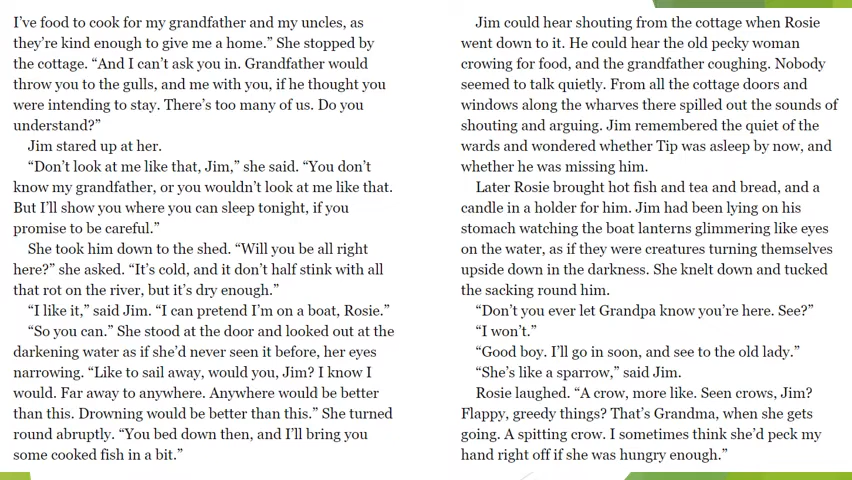 I’ve food to cook for my grandfather and my uncles, as
they’re kind enough to give me a home.” She stopped by
the cottage. “And I can’t ask you in. Grandfather would
throw you to the gulls, and me with you, if he thought you
were intending to stay. There’s too many of us. Do you
understand?”
Jim stared up at her.
“Don’t look at me like that, Jim,” she said. “You don’t
know my grandfather, or you wouldn’t look at me like that.
But I’ll show you where you can sleep tonight, if you
promise to be careful.”
She took him down to the shed. “Will you be all right
here?” she asked. “It’s cold, and it don’t half stink with all
that rot on the river, but it’s dry enough.”
“I like it,” said Jim. “I can pretend I’m on a boat, Rosie.”
“So you can.” She stood at the door and looked out at the
darkening water as if she’d never seen it before, her eyes
narrowing. “Like to sail away, would you, Jim? I know I
would. Far away to anywhere. Anywhere would be better
than this. Drowning would be better than this.” She turned
round abruptly. “You bed down then, and I’ll bring you
some cooked fish in a bit.”
Jim could hear shouting from the cottage when Rosie
went down to it. He could hear the old pecky woman
crowing for food, and the grandfather coughing. Nobody
seemed to talk quietly. From all the cottage doors and
windows along the wharves there spilled out the sounds of
shouting and arguing. Jim remembered the quiet of the
wards and wondered whether Tip was asleep by now, and
whether he was missing him.
Later Rosie brought hot fish and tea and bread, and a
candle in a holder for him. Jim had been lying on his
stomach watching the boat lanterns glimmering like eyes
on the water, as if they were creatures turning themselves
upside down in the darkness. She knelt down and tucked
the sacking round him.
“Don’t you ever let Grandpa know you’re here. See?”
“I won’t.”
“Good boy. I’ll go in soon, and see to the old lady.”
“She’s like a sparrow,” said Jim.
Rosie laughed. “A crow, more like. Seen crows, Jim?
Flappy, greedy things? That’s Grandma, when she gets
going. A spitting crow. I sometimes think she’d peck my
hand right off if she was hungry enough.”